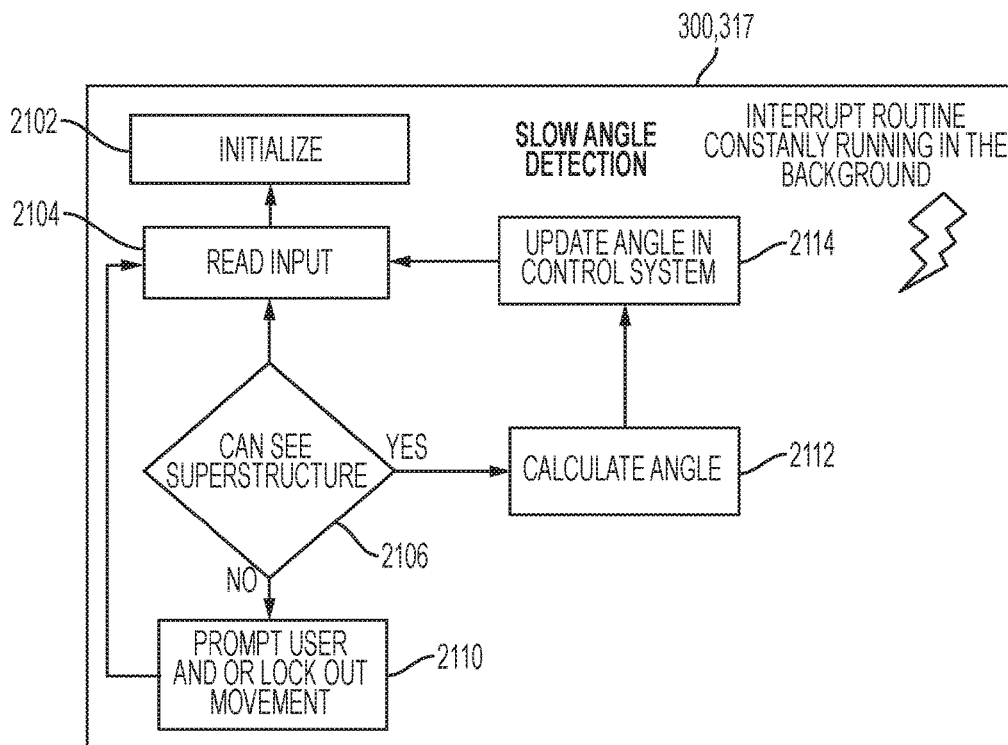 300,317
2102
INITIALIZE
SLOW ANGLE
DETECTION
INTERRUPT ROUTINE
CONSTANLY RUNNING IN THE
BACKGROUND
2104
READ INPUT
UPDATE ANGLE IN
CONTROL SYSTEM
2114
CAN SEE
SUPERSTRUCTURE
YES
CALCULATE ANGLE
2112
2106
NO
PROMPT USER
AND OR LOCK OUT
MOVEMENT
2110